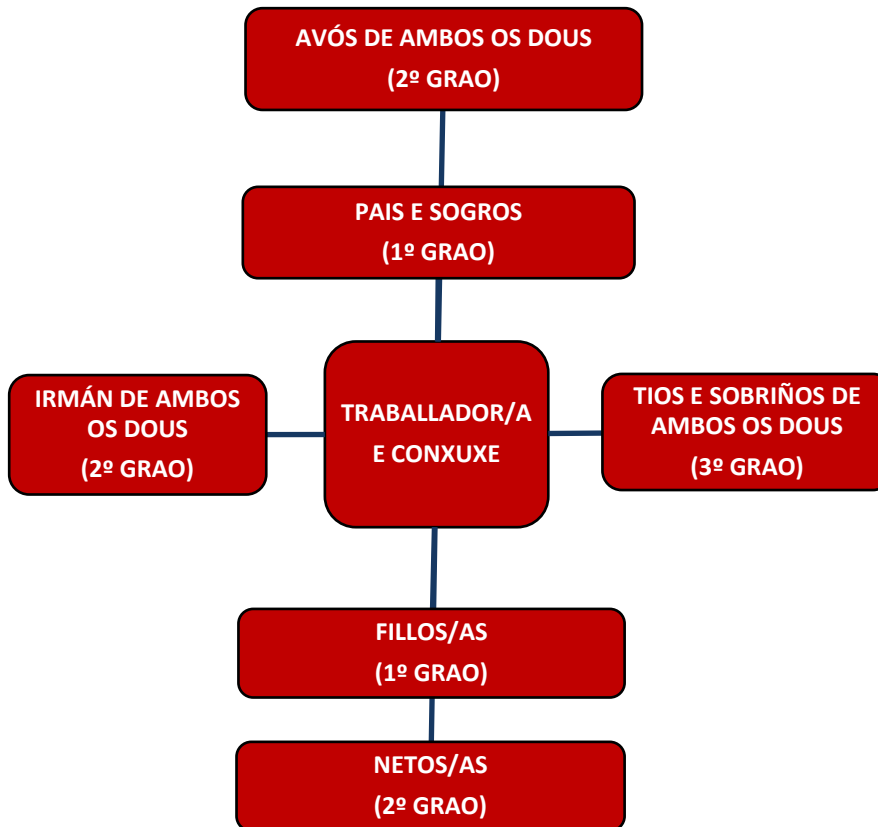 AVÓS DE AMBOS OS DOUS
(2º GRAO)
PAIS E SOGROS
(1º GRAO)
IRMÁN DE AMBOS
OS DOUS
(2º GRAO)
TRABALLADOR/A
E CONXUXE
TIOS E SOBRIÑOS DE
AMBOS OS DOUS
(3º GRAO)
FILLOS/AS
(1º GRAO)
NETOS/AS
(2º GRAO)